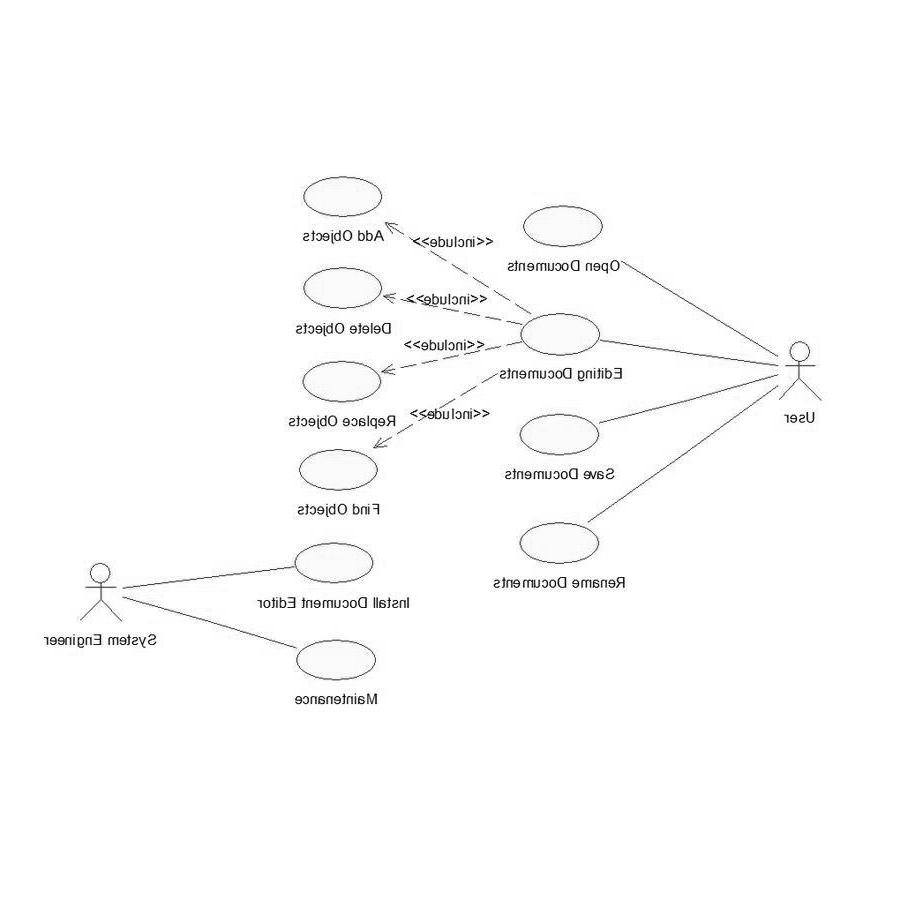 Add Objects
<<include>>
Open Documents
<<include>>
Delete Objects
<<include>>
Editing Documents
Replace Objects
<<include>>
User
Save Documents
Find Objects
Rename Documents
Install Document Editor
System Engineer
Maintenance